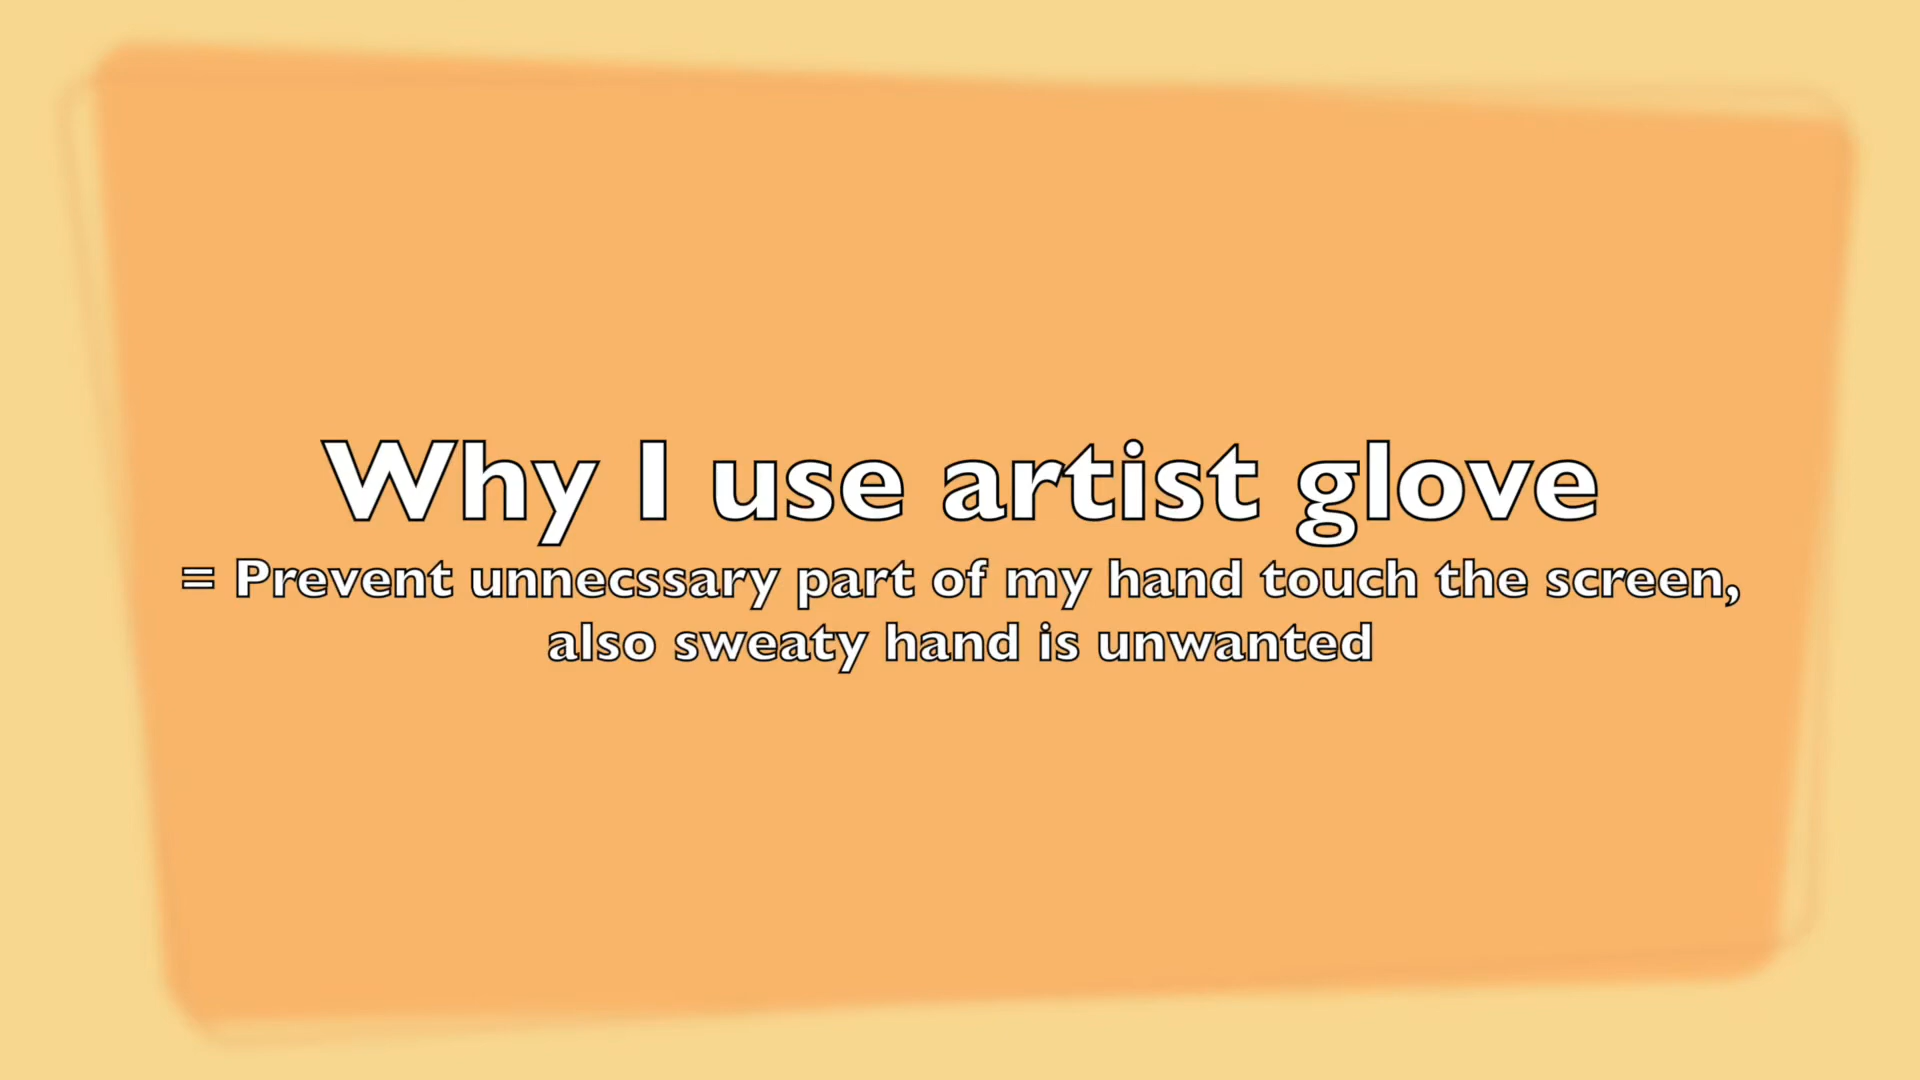 Why I use artist glove
= Prevent unnecssary part of my hand touch the screen,
also sweaty hand is unwanted